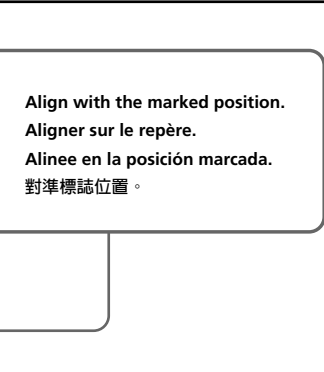 Align with the marked position.
Aligner sur le repère.
Alinee en la posición marcada.
對準標誌位置。